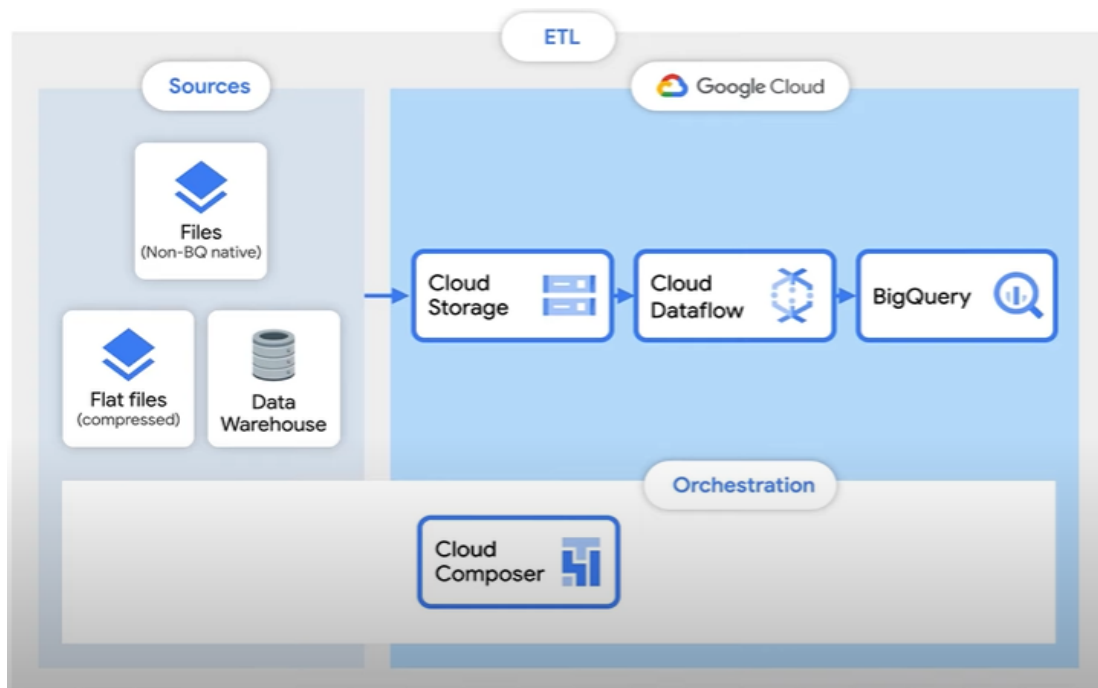 ETL
Sources
Google Cloud
Files
(Non-BQ native)
Flat files
(compressed)
Data
Warehouse
Cloud
Storage
Cloud
Dataflow
BigQuery
Orchestration
Cloud
Composer